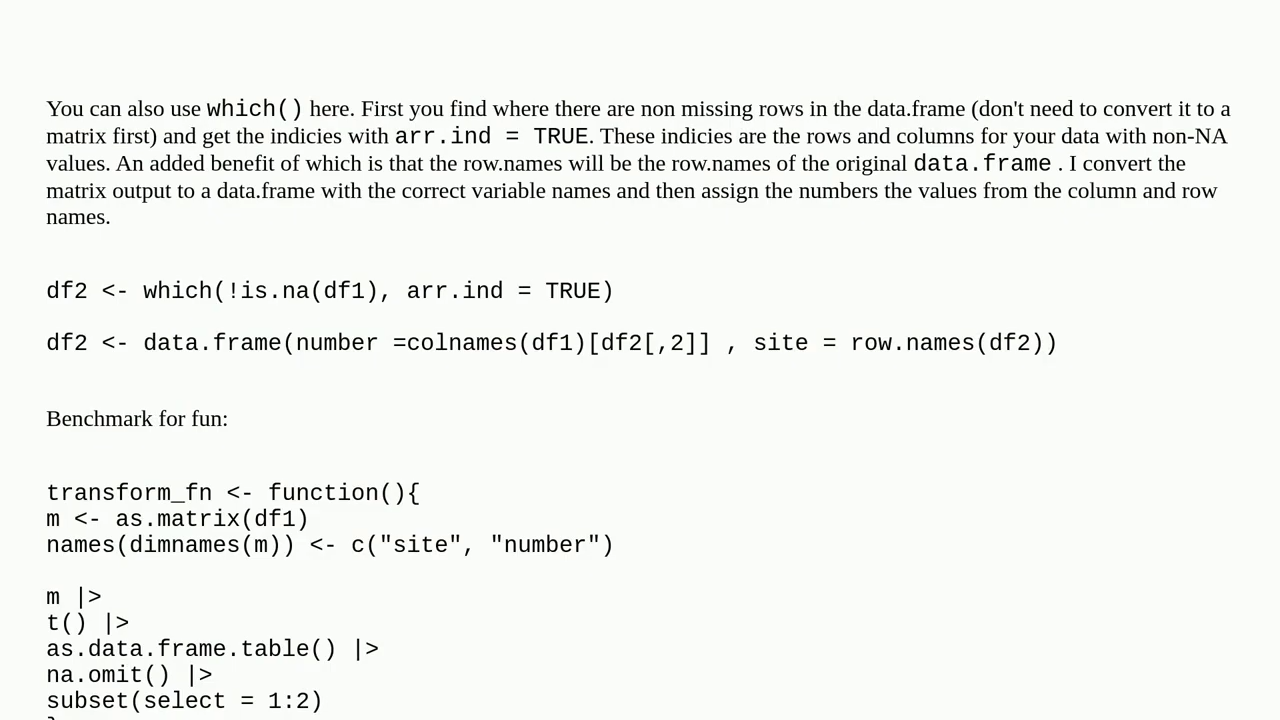 You can also use which() here. First you find where there are non missing rows in the data.frame (don't need to convert it to a
matrix first) and get the indicies with arr.ind = TRUE. These indicies are the rows and columns for your data with non-NA
values. An added benefit of which is that the row.names will be the row.names of the original data.frame . I convert the
matrix output to a data.frame with the correct variable names and then assign the numbers the values from the column and row
names.
df2 <- which(!is.na(df1), arr.ind = TRUE)
df2 <- data.frame(number =colnames(df1)[df2[,2]] , site = row.names(df2))
Benchmark for fun:
transform_fn <- function(){
m <- as.matrix(df1)
names(dimnames(m)) <- c("site", "number")
m |>
t() |>
as.data.frame.table() |>
na.omit() |>
subset(select = 1:2)
}